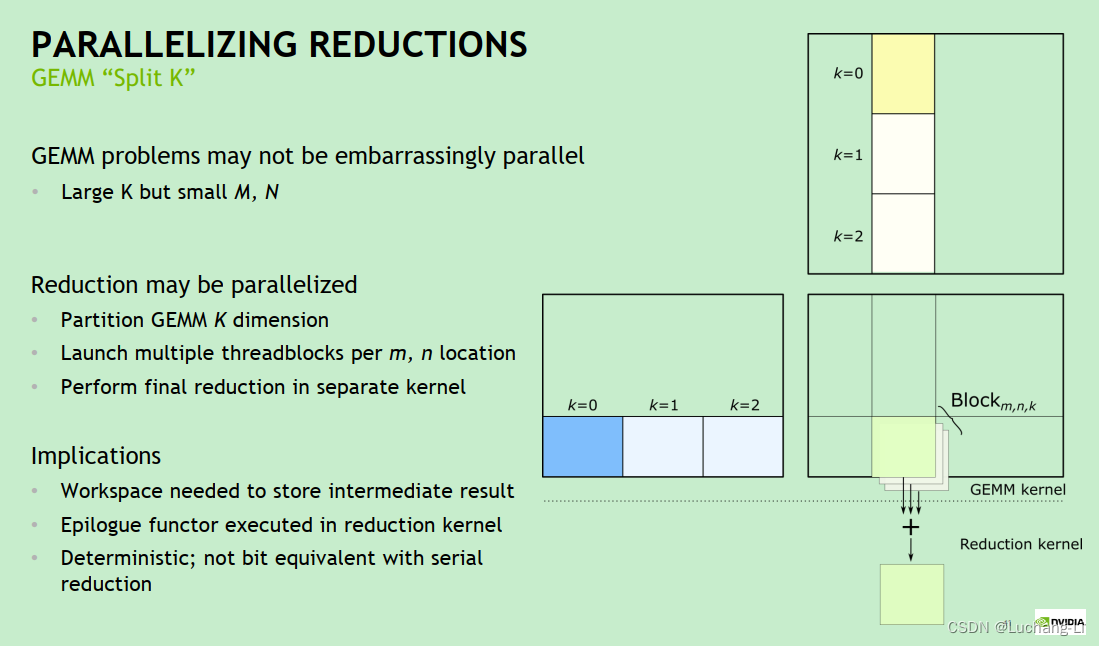 PARALLELIZING REDUCTIONS
GEMM “Split K”
GEMM problems may not be embarrassingly parallel
• Large K but small M, N
Reduction may be parallelized
• Partition GEMM K dimension
• Launch multiple threadblocks per m, n location
• Perform final reduction in separate kernel
Implications
• Workspace needed to store intermediate result
• Epilogue functor executed in reduction kernel
• Deterministic; not bit equivalent with serial
reduction
k=0
k=1
k=2
k=0 k=1 k=2
Block m,n,k
GEMM kernel
+
Reduction kernel
NVIDIA
CSDN @Luchang-Li